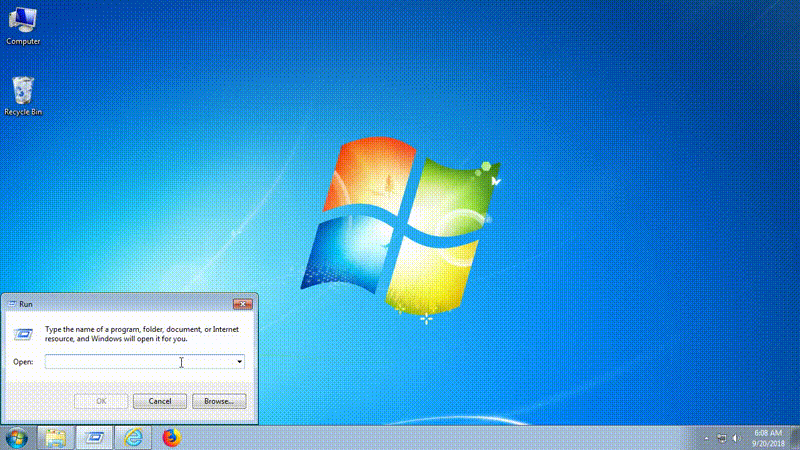 Computer
Recycle Bin
Run
Type the name of a program, folder, document, or Internet
resource, and Windows will open it for you.
Open:
OK
Cancel
Browse...
6:08 AM
9/20/2018